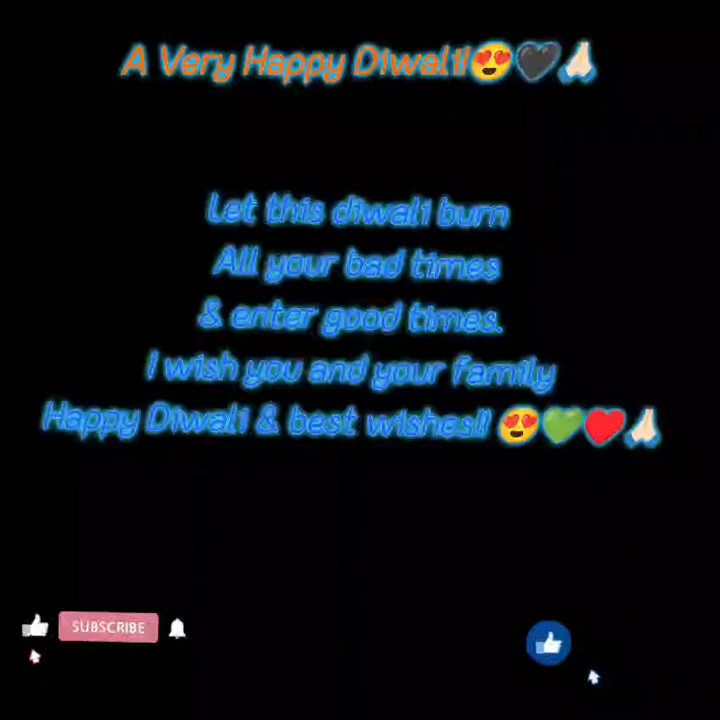 A Very Happy Diwali!😍🖤🙏🏻
Let this diwali burn
All your bad times
& enter good times.
I wish you and your family
Happy Diwali & best wishes!! 😍💚❤️🙏🏻
SUBSCRIBE